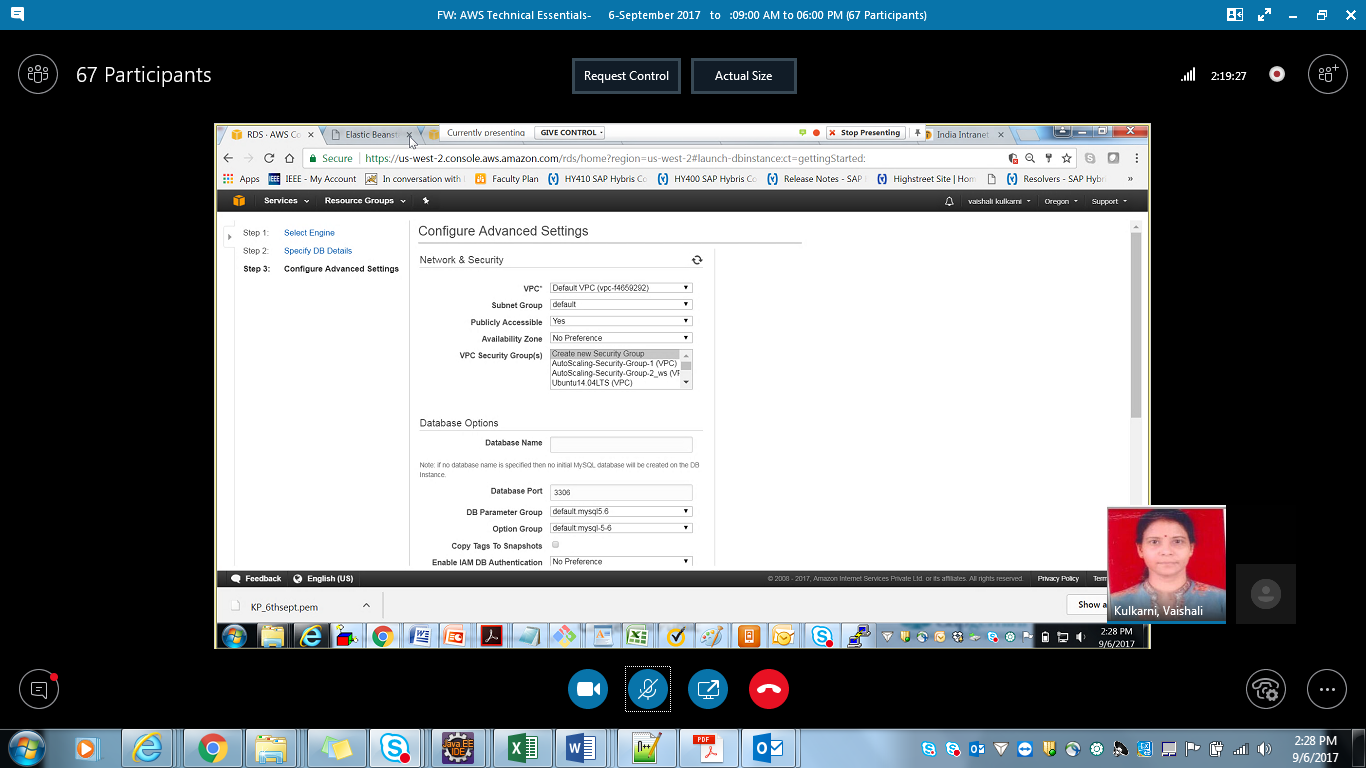 FW: AWS Technical Essentials- 6-September 2017 to :09:00 AM to 06:00 PM (67 Participants)
67 Participants
Request Control
Actual Size
2:19:27
RDS · AWS Co
Elastic Beanst
Currently presenting
GIVE CONTROL
Stop Presenting
India Intranet
Secure
https://us-west-2.console.aws.amazon.com/rds/home?region=us-west-2#launch-dbinstance:ct=gettingStarted:
Apps
IEEE - My Account
In conversation with
Faculty Plan
HY410 SAP Hybris Co
HY400 SAP Hybris Co
Release Notes - SAP
Highstreet Site | Hom
Resolvers - SAP Hybr
»
Services
Resource Groups
vaishali kulkarni
Oregon
Support
Step 1: Select Engine
Step 2: Specify DB Details
Step 3: Configure Advanced Settings
Configure Advanced Settings
Network & Security
VPC* Default VPC (vpc-f4659292)
Subnet Group default
Publicly Accessible Yes
Availability Zone No Preference
VPC Security Group(s) Create new Security Group
AutoScaling-Security-Group-1 (VPC)
AutoScaling-Security-Group-2_ws (VP
Ubuntu14.04LTS (VPC)
Database Options
Database Name
Note: if no database name is specified then no initial MySQL database will be created on the DB
Instance.
Database Port 3306
DB Parameter Group default.mysql5.6
Option Group default:mysql-5-6
Copy Tags To Snapshots
Enable IAM DB Authentication No Preference
Feedback
English (US)
© 2008 - 2017, Amazon Internet Services Private Ltd. or its affiliates. All rights reserved.
Privacy Policy
Term
KP_6thsept.pem
Show a
Kulkarni, Vaishali
2:28 PM
9/6/2017
Java EE
IDE
PDF
2:28 PM
9/6/2017